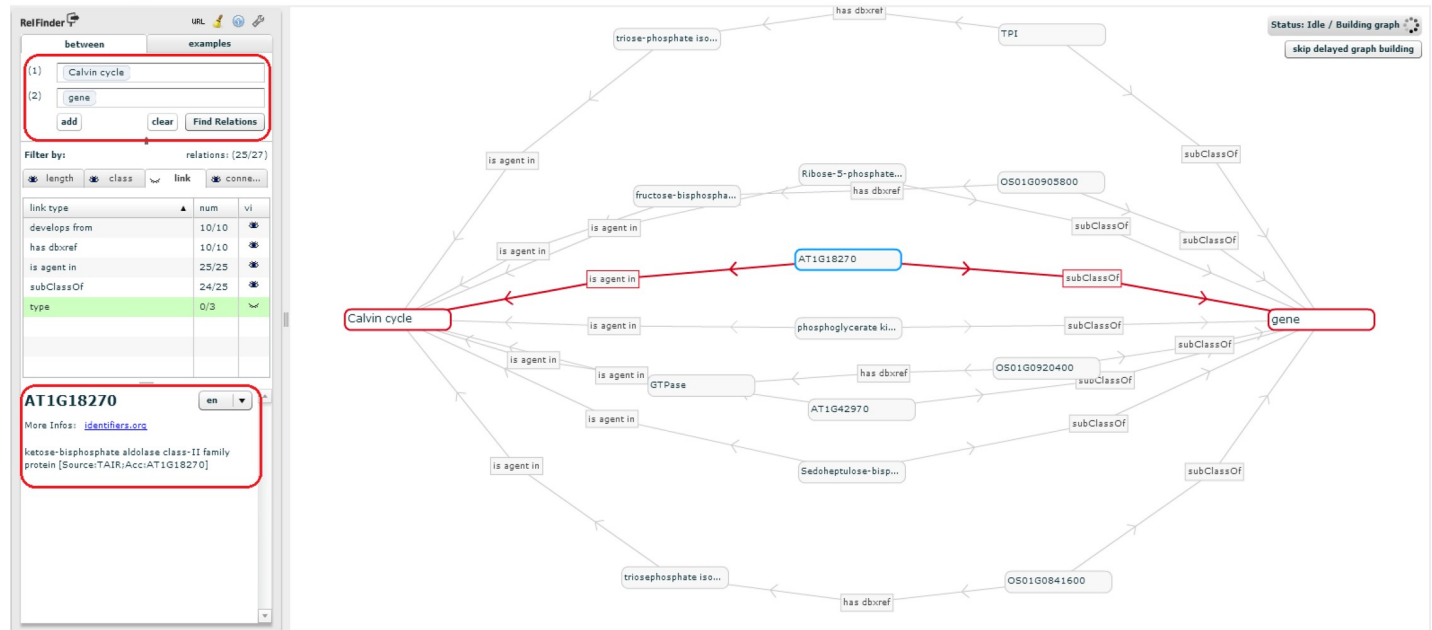 RelFinder
URL
between
examples
(1)
Calvin cycle
(2)
gene
add
clear
Find Relations
Filter by:
relations: (25/27)
length
class
link
conne...
link type
num
vi
develops from
10/10
has dbxref
10/10
is agent in
25/25
subClassOf
24/25
type
0/3
AT1G18270
en
More Infos: identifiers.org
ketose-bisphosphate aldolase class-II family
protein [Source:TAIR;Acc:AT1G18270]
Status: Idle / Building graph
skip delayed graph building
has dbxref
TPI
triose-phosphate iso...
is agent in
subClassOf
Ribose-5-phosphate...
OS01G0905800
has dbxref
fructose-bisphospha...
is agent in
subClassOf
subClassOf
is agent in
AT1G18270
is agent in
subClassOf
Calvin cycle
gene
is agent in
phosphoglycerate ki...
subClassOf
subClassOf
is agent in
OS01G0920400
has dbxref
is agent in
GTPase
subClassOf
AT1G42970
is agent in
subClassOf
is agent in
Sedoheptulose-bisp...
subClassOf
triosephosphate iso...
OS01G0841600
has dbxref